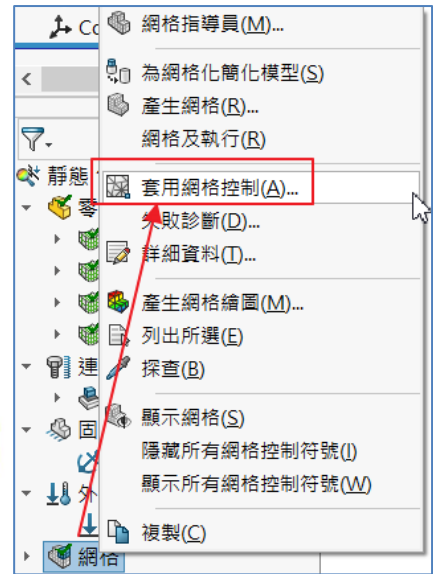 Co
網格指導員(M)...
為網格化簡化模型(S)
產生網格(R)...
網格及執行(R)
靜態
套用網格控制(A)...
零
失敗診斷(D)...
詳細資料(T)...
產生網格繪圖(M)...
列出所選(E)
連
探查(B)
顯示網格(S)
固
隱藏所有網格控制符號(I)
顯示所有網格控制符號(W)
外
複製(C)
網格